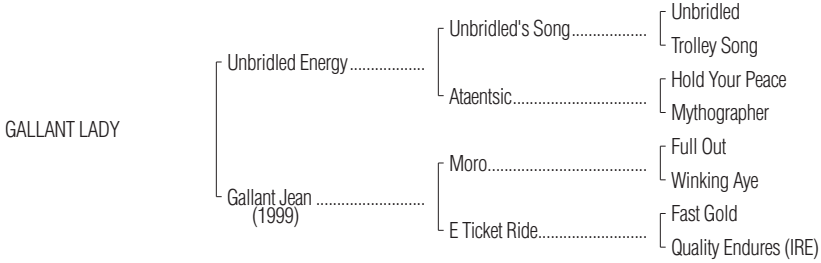 Unbridled
Unbridled's Song..................
Trolley Song
Unbridled Energy..................
Hold Your Peace
Ataentsic................................
Mythographer
GALLANT LADY
Full Out
Moro......................................
Winking Aye
Gallant Jean ..........................
(1999)
Fast Gold
E Ticket Ride..........................
Quality Endures (IRE)